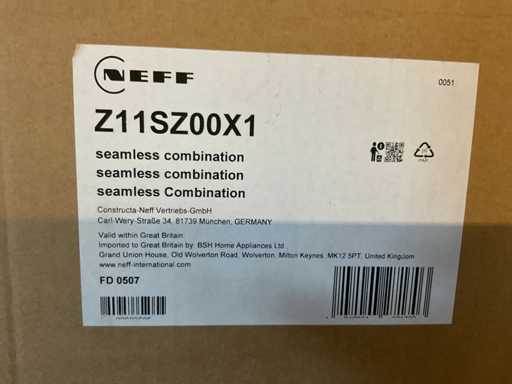 NEFF
0051
Z11SZ00X1
seamless combination
seamless combination
seamless Combination
Constructa-Neff Vertriebs-GmbH
Carl-Wery-Straße 34, 81739 München, GERMANY
Valid within Great Britain:
Imported to Great Britain by: BSH Home Appliances Ltd
Grand Union House, Old Wolverton Road, Wolverton, Milton Keynes, MK12 5PT, United Kingdom
www.neff-international.com
FD 0507